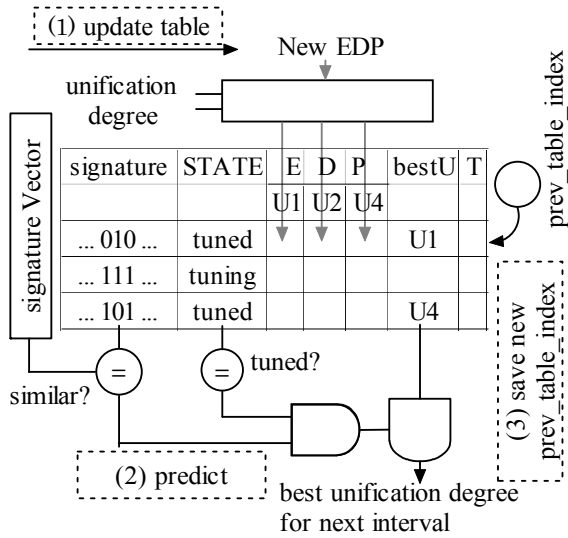 (1) update table
New EDP
unification
degree
signature Vector
signature STATE E D P bestU T
U1 U2 U4
... 010 ... tuned U1
... 111 ... tuning
... 101 ... tuned U4
prev_table_index
= =
similar?
tuned?
(2) predict
(3) save new
prev_table_index
best unification degree
for next interval